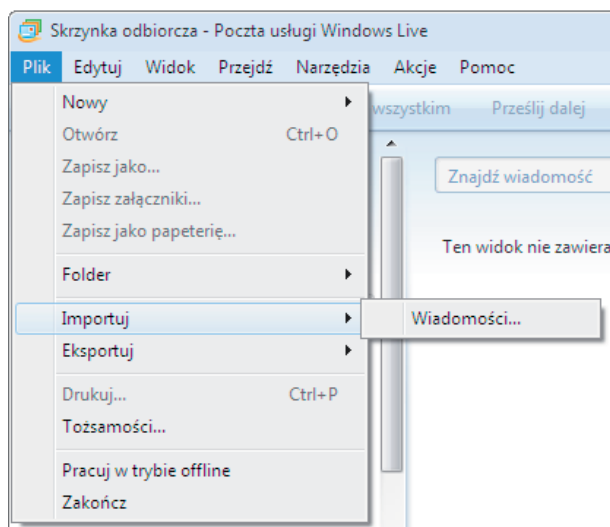 Skrzynka odbiorcza - Poczta usługi Windows Live
Plik Edytuj Widok Przejdź Narzędzia Akcje Pomoc
wszystkim Prześlij dalej
Nowy
Otwórz Ctrl+O
Zapisz jako...
Zapisz załączniki...
Zapisz jako papeterię...
Folder
Importuj
Eksportuj
Drukuj... Ctrl+P
Tożsamości...
Pracuj w trybie offline
Zakończ
Wiadomości...
Znajdź wiadomość
Ten widok nie zawiera